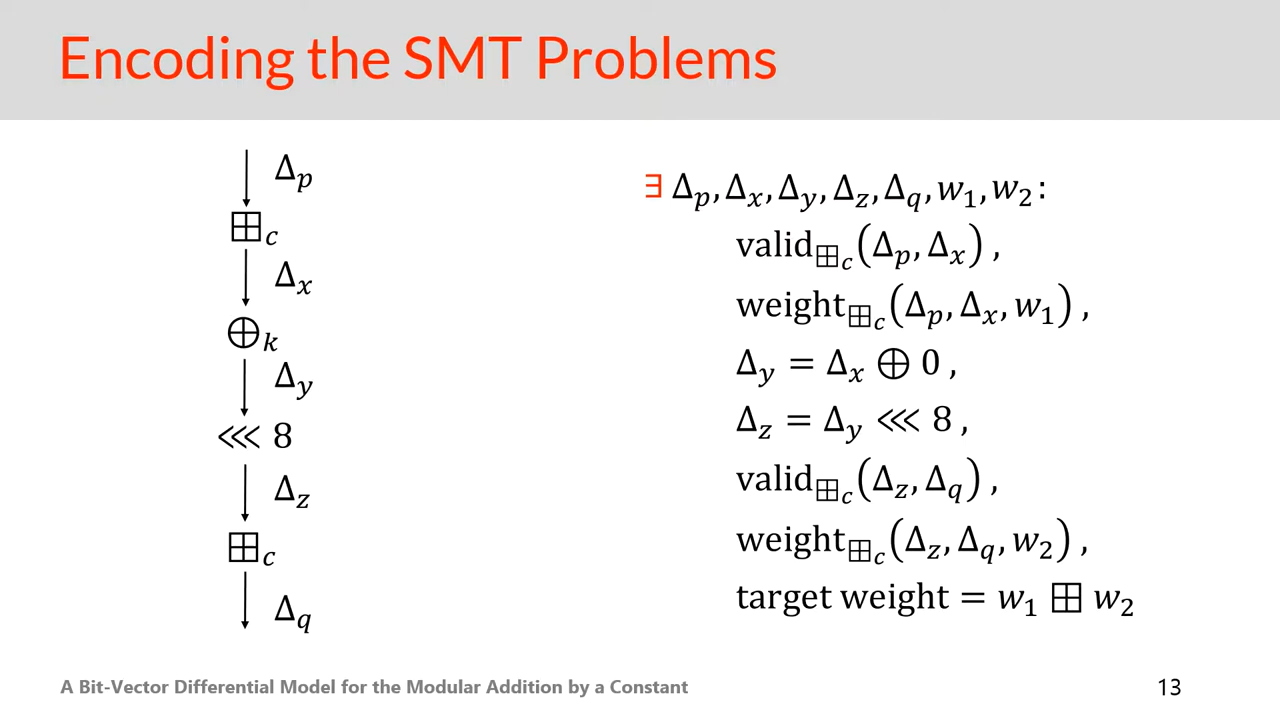 Encoding the SMT Problems
Δp
⊞c
Δx
⊕k
Δy
⋘ 8
Δz
⊞c
Δq
∃ Δp, Δx, Δy, Δz, Δq, w1, w2:
valid⊞c(Δp, Δx) ,
weight⊞c(Δp, Δx, w1) ,
Δy = Δx ⊕ 0 ,
Δz = Δy ⋘ 8 ,
valid⊞c(Δz, Δq) ,
weight⊞c(Δz, Δq, w2) ,
target weight = w1 ⊞ w2
A Bit-Vector Differential Model for the Modular Addition by a Constant
13